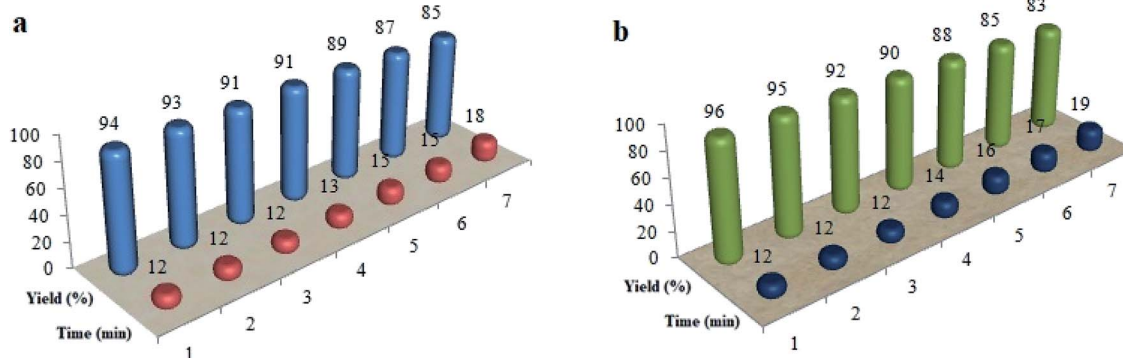 a
94 93 91 91 89 87 85
100
80
60
40
20
0
12 12 12 13 15 15 18
Yield (%)
Time (min)
1 2 3 4 5 6 7
b
96 95 92 90 88 85 83
100
80
60
40
20
0
12 12 12 14 16 17 19
Yield (%)
Time (min)
1 2 3 4 5 6 7